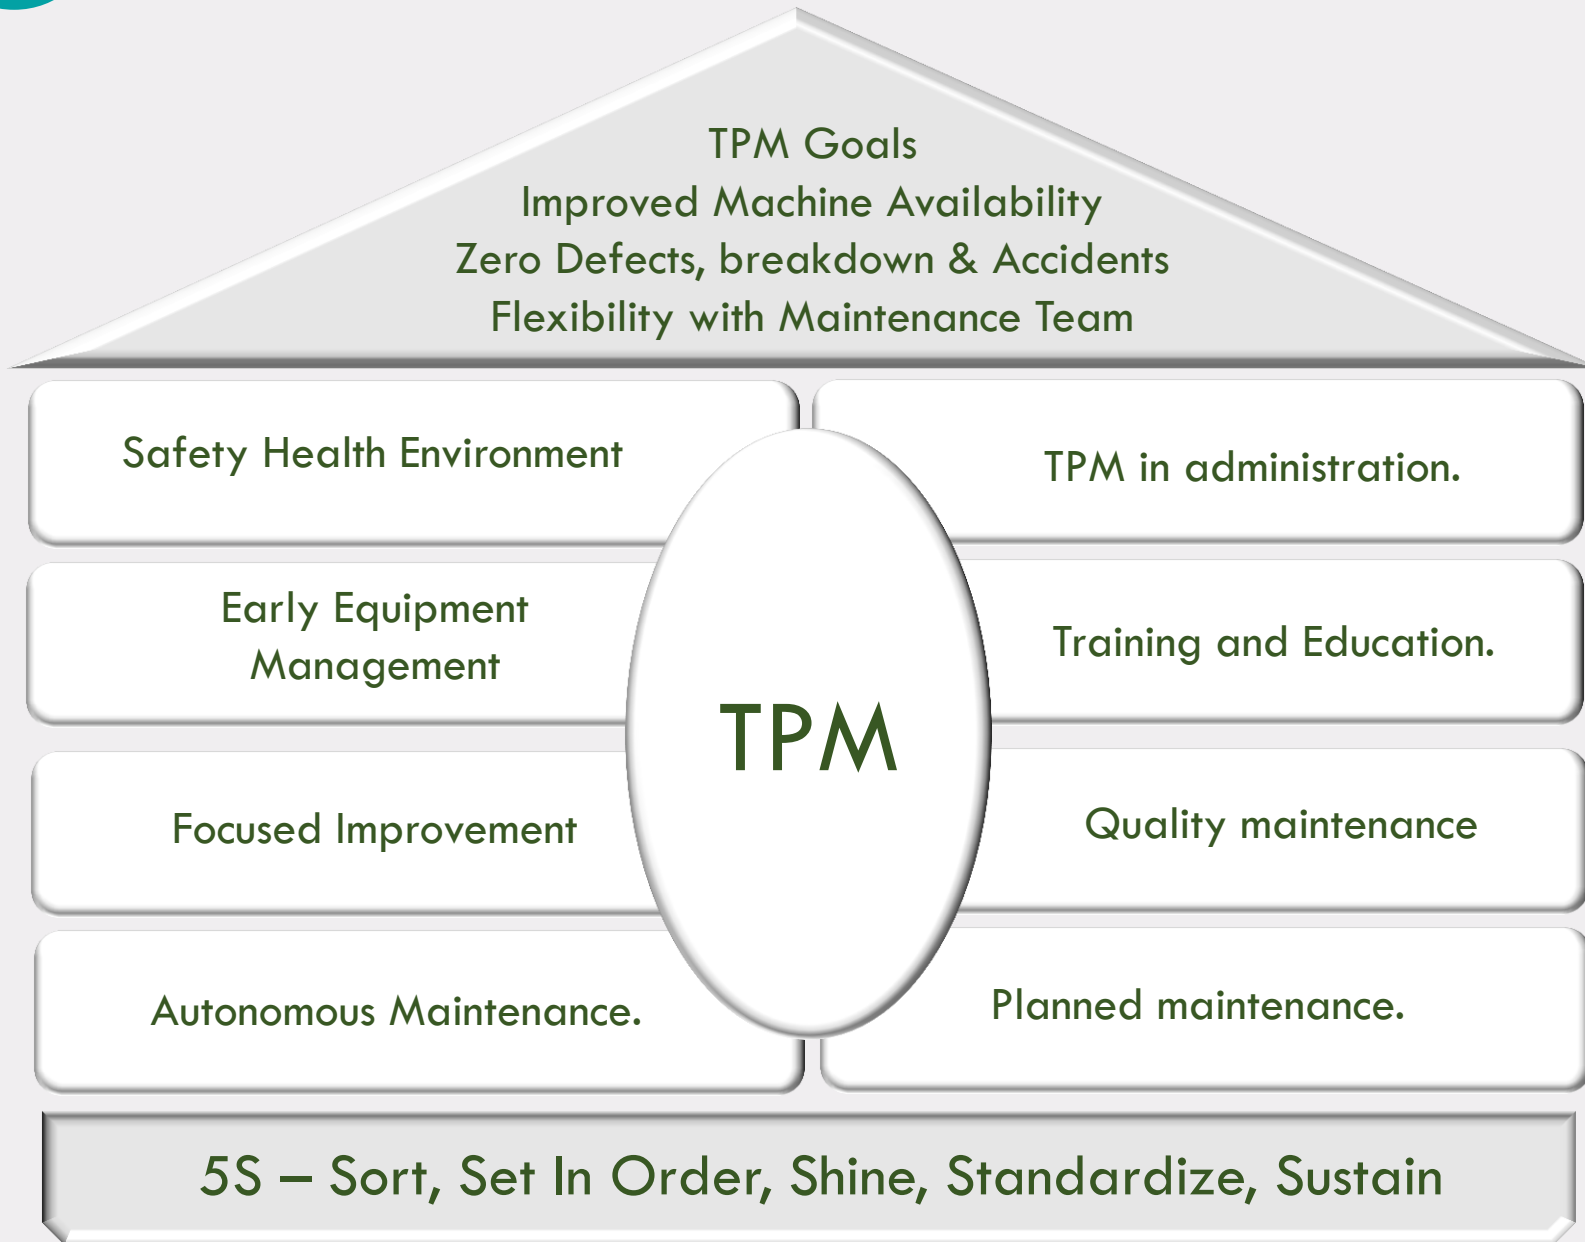 TPM Goals
Improved Machine Availability
Zero Defects, breakdown & Accidents
Flexibility with Maintenance Team
Safety Health Environment
TPM in administration.
Early Equipment
Management
Training and Education.
TPM
Focused Improvement
Quality maintenance
Autonomous Maintenance.
Planned maintenance.
5S – Sort, Set In Order, Shine, Standardize, Sustain